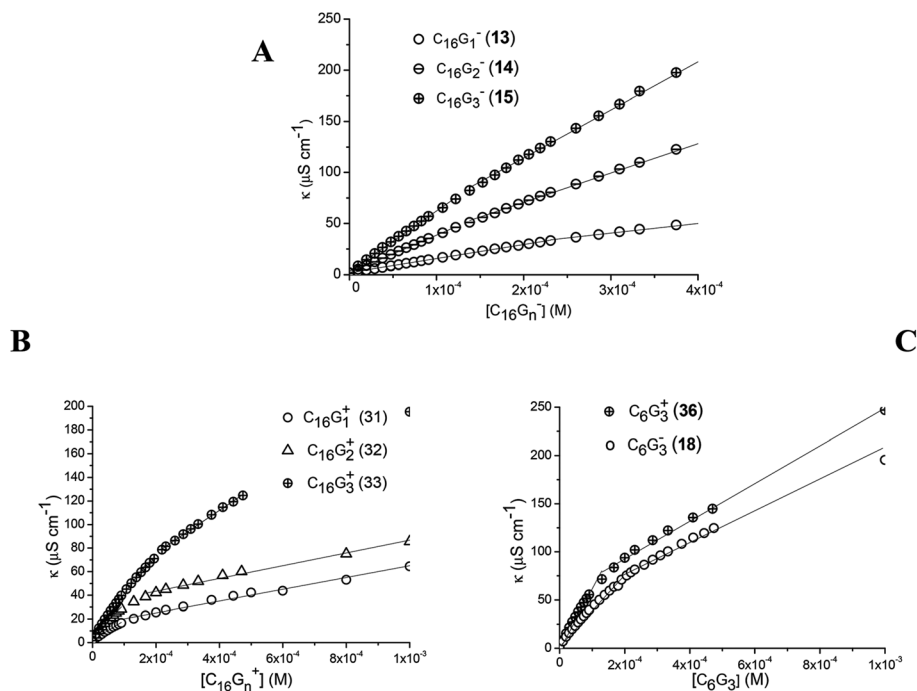 A
C₁₆G₁⁻ (13)
C₁₆G₂⁻ (14)
C₁₆G₃⁻ (15)
κ (μS cm⁻¹)
250
200
150
100
50
0
0 1x10⁻⁴ 2x10⁻⁴ 3x10⁻⁴ 4x10⁻⁴
[C₁₆Gₙ⁻] (M)
B
C₁₆G₁⁺ (31)
C₁₆G₂⁺ (32)
C₁₆G₃⁺ (33)
κ (μS cm⁻¹)
200
180
160
140
120
100
80
60
40
20
0
0 2x10⁻⁴ 4x10⁻⁴ 6x10⁻⁴ 8x10⁻⁴ 1x10⁻³
[C₁₆Gₙ⁺] (M)
C
C₆G₃⁺ (36)
C₆G₃⁻ (18)
κ (μS cm⁻¹)
250
200
150
100
50
0
0 2x10⁻⁴ 4x10⁻⁴ 6x10⁻⁴ 8x10⁻⁴ 1x10⁻³
[C₆G₃] (M)